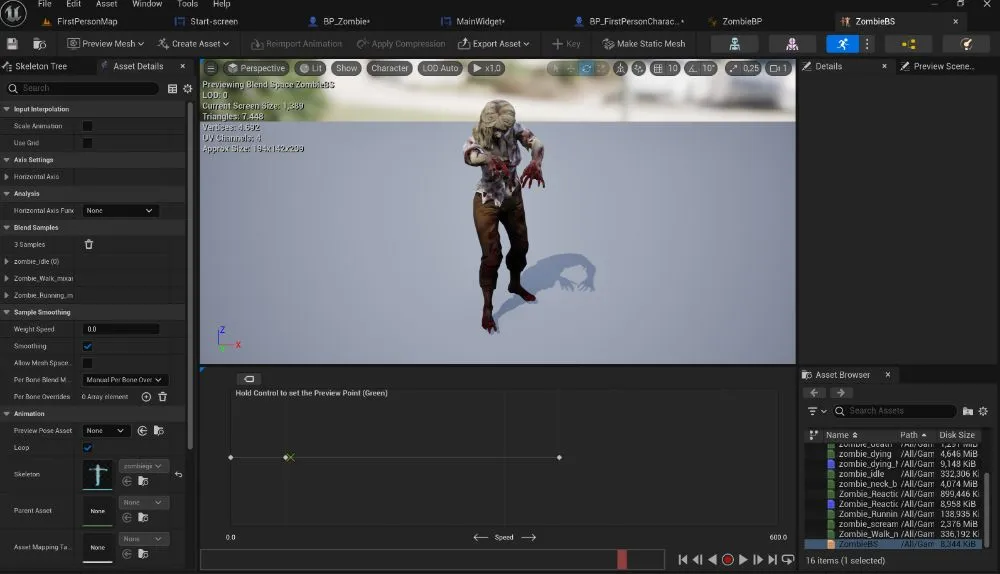 File Edit Asset Window Tools Help
FirstPersonMap Start-screen BP_Zombie* MainWidget* BP_FirstPersonCharac...* ZombieBP ZombieBS
Preview Mesh Create Asset Reimport Animation Apply Compression Export Asset Key Make Static Mesh
Skeleton Tree Asset Details
Search
Input Interpolation
Scale Animation
Use Grid
Axis Settings
Horizontal Axis
Analysis
Horizontal Axis Func None
Blend Samples
3 Samples
zombie_idle (0)
Zombie_Walk_mixar
Zombie_Running_m
Sample Smoothing
Weight Speed 0.0
Smoothing
Allow Mesh Space...
Per Bone Blend M... Manual Per Bone Over
Per Bone Overrides 0 Array element
Animation
Preview Pose Asset None
Loop
Skeleton
None
Parent Asset None
None
Asset Mapping Ta... None
Perspective Lit Show Character LOD Auto x1.0 10 10° 0,25 1
Previewing Blend Space ZombieBS
LOD: 0
Current Screen Size: 1,389
Triangles: 7.448
Vertices: 4.692
UV Channels: 4
Approx Size: 194x142x209
Z
X
Hold Control to set the Preview Point (Green)
0.0 Speed 600.0
Details Preview Scene...
Asset Browser
Search Assets
Name Path Disk Size
zombie_death /All/Gam 1,291 MiB
zombie_dying /All/Gam 4,646 MiB
zombie_dying_ /All/Gam 9,148 KiB
zombie_idle /All/Gam 332,306 Ki
zombie_neck_b /All/Gam 4,074 MiB
Zombie_Reactio /All/Gam 899,446 Ki
Zombie_Reactio /All/Gam 8,958 KiB
Zombie_Runnin /All/Gam 138,935 Ki
zombie_scream /All/Gam 2,376 MiB
Zombie_Walk_n /All/Gam 336,192 Ki
ZombieBS /All/Gam 8,344 KiB
16 items (1 selected)